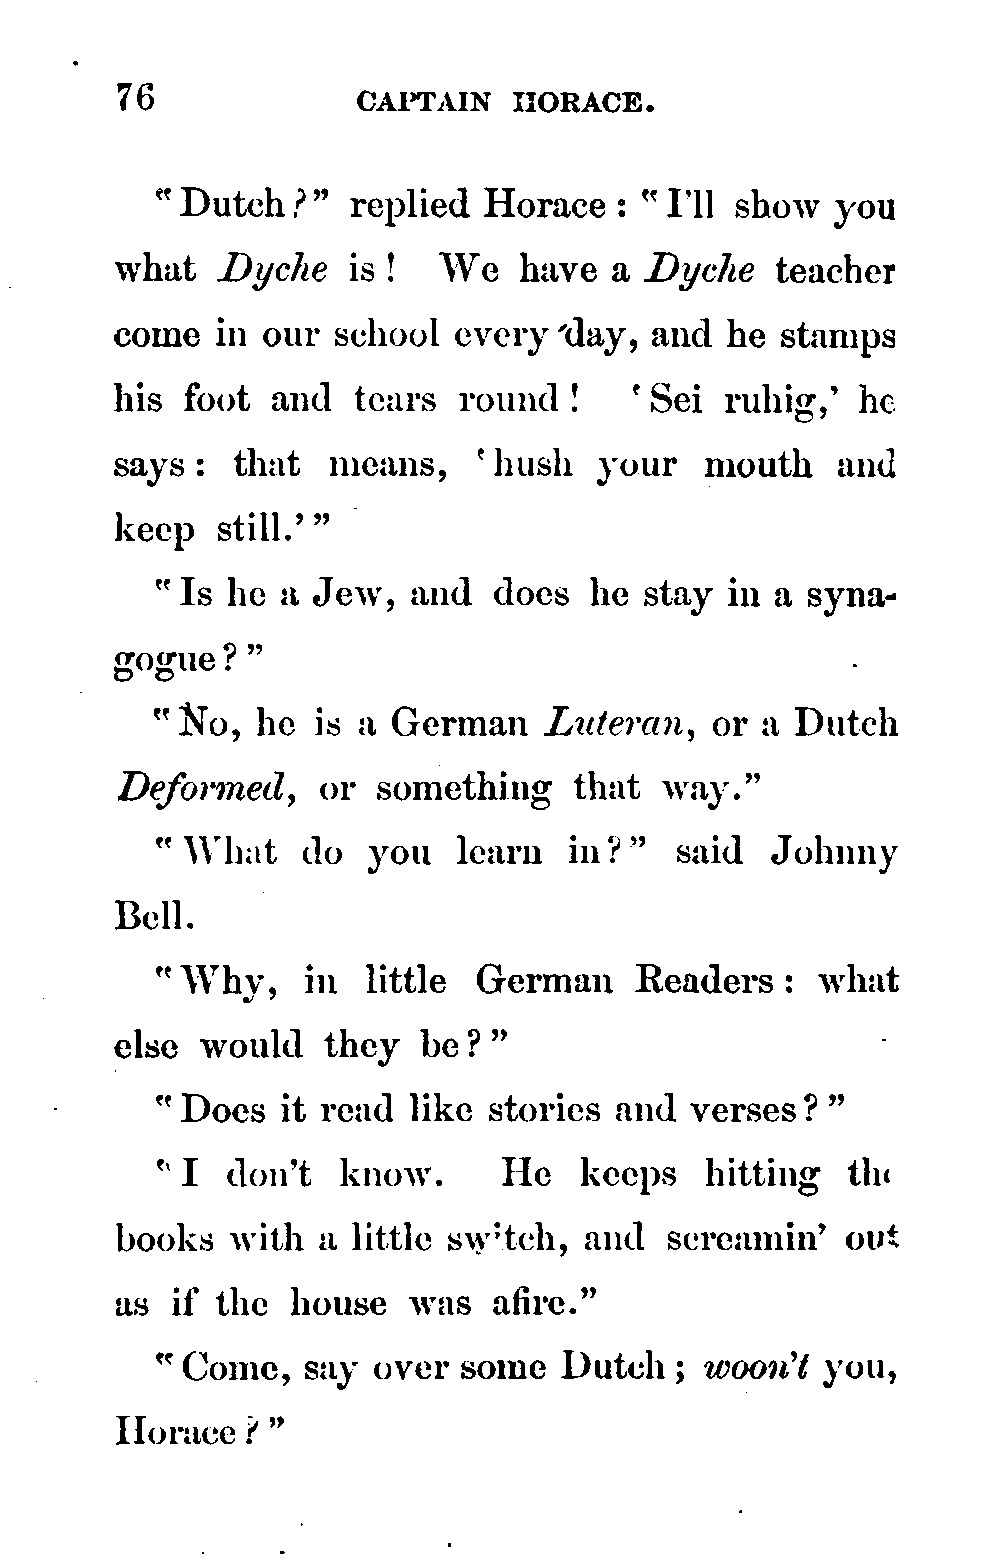 76 CAPTAIN HORACE.
"Dutch?" replied Horace: "I'll show you
what Dyche is! We have a Dyche teacher
come in our school every day, and he stamps
his foot and tears round! 'Sei ruhig,' he
says: that means, 'hush your mouth and
keep still.'"
"Is he a Jew, and does he stay in a syna-
gogue?"
"No, he is a German Luteran, or a Dutch
Deformed, or something that way."
"What do you learn in?" said Johnny
Bell.
"Why, in little German Readers: what
else would they be?"
"Does it read like stories and verses?"
"I don't know. He keeps hitting the
books with a little switch, and screamin' out
as if the house was afire."
"Come, say over some Dutch; woon't you,
Horace?"